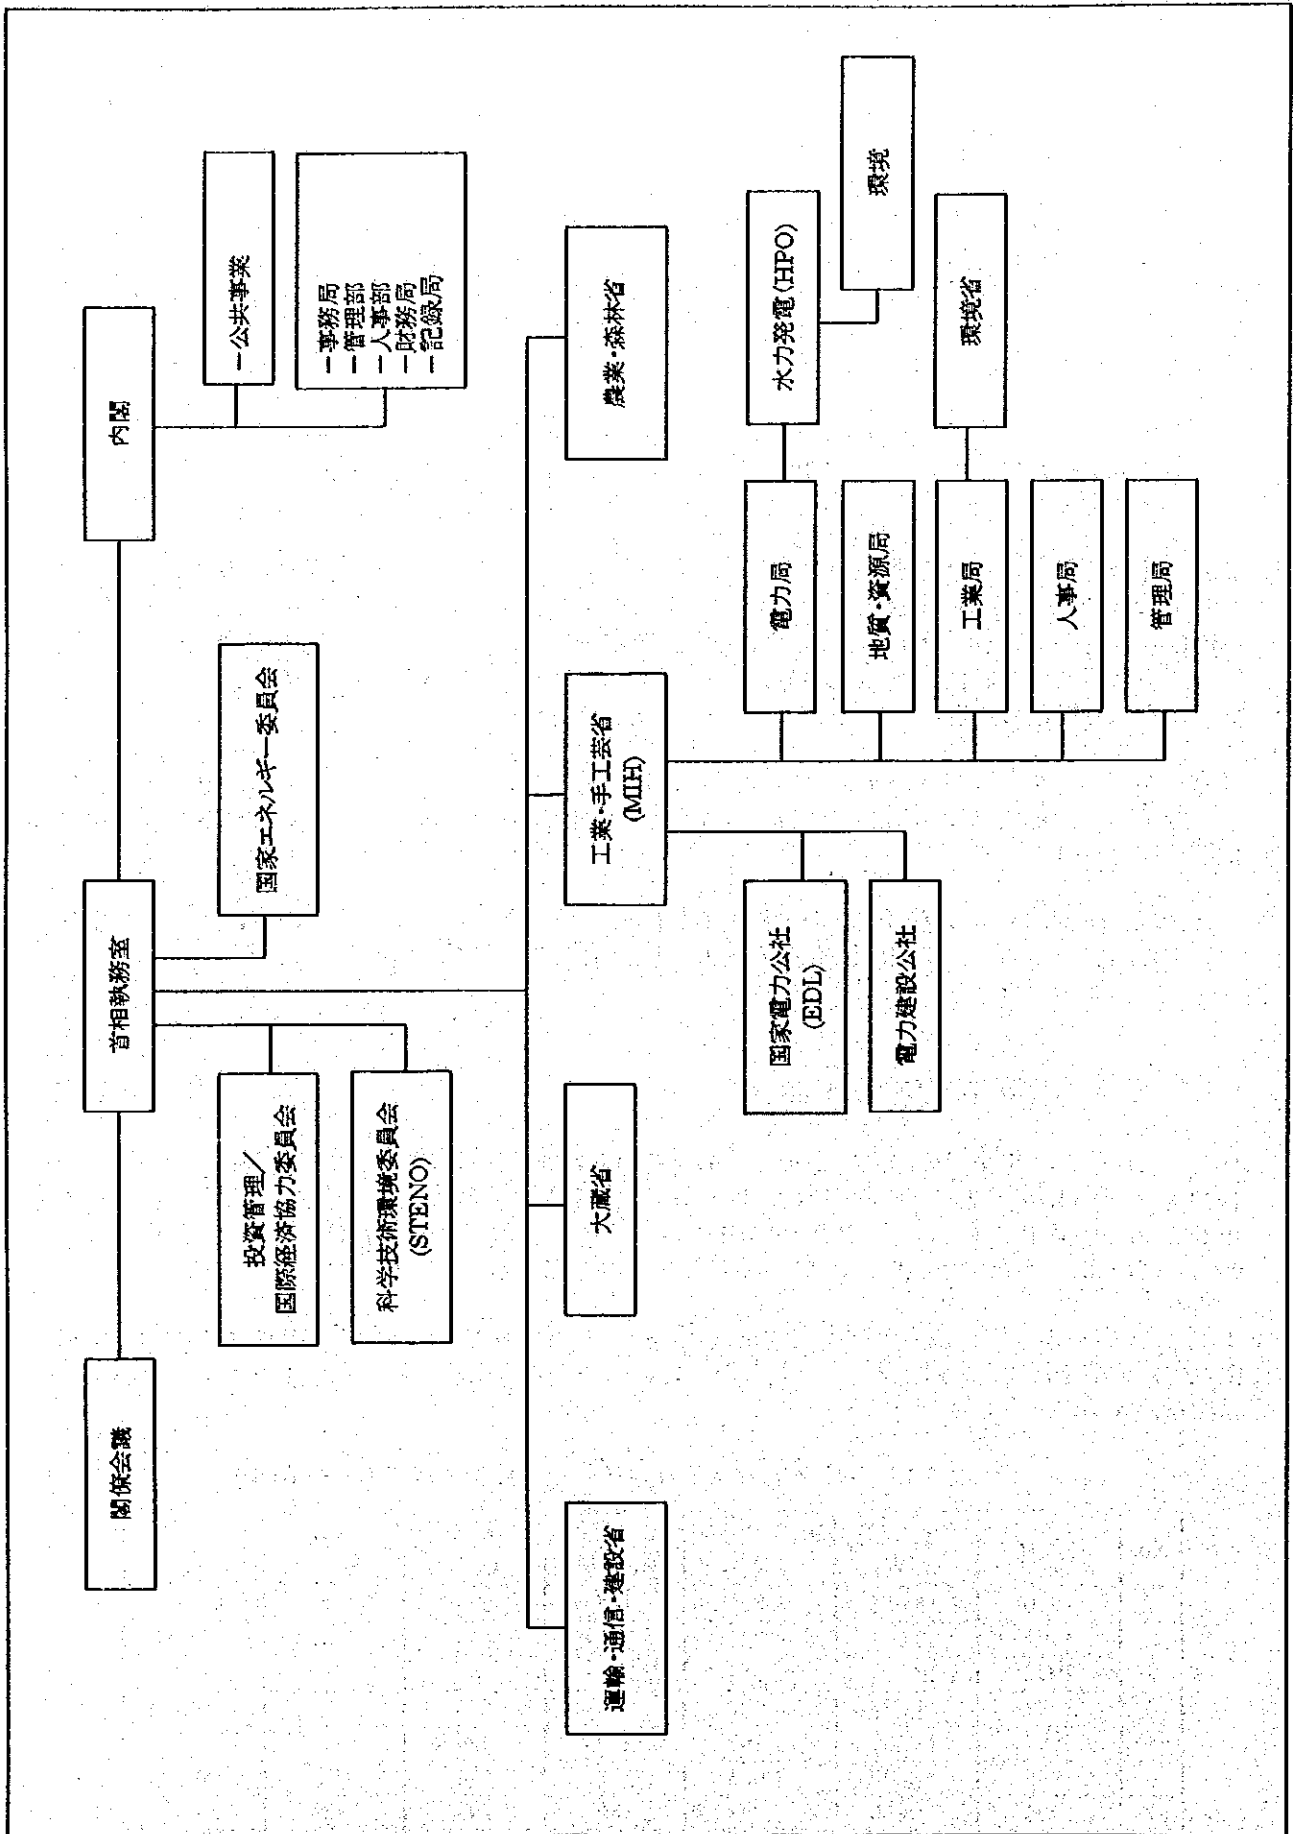 閣僚会議
首相執務室
内閣
投資管理／
国際経済協力委員会
科学技術環境委員会
(STENO)
国家エネルギー委員会
ー公共事業
ー事務局
ー管理部
ー人事部
ー財務局
ー記録局
運輸・通信・建設省
大蔵省
工業・手工芸省
(MIH)
農業・森林省
国家電力公社
(EDL)
電力建設公社
電力局
地質・資源局
工業局
人事局
管理局
水力発電(HPO)
環境
環境省